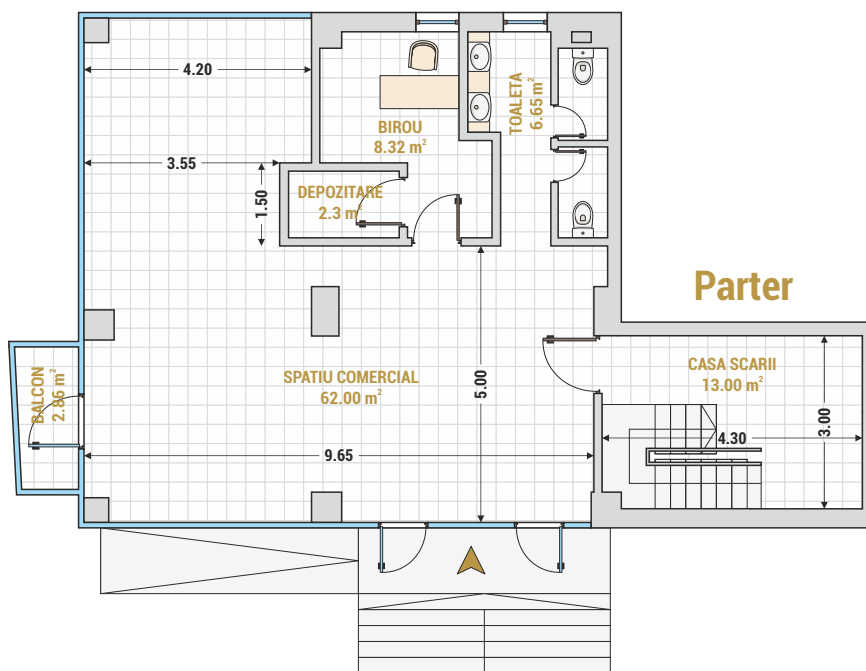 4.20
BIROU
8.32 m²
TOALETA
6.65 m²
3.55
1.50
DEPOZITARE
2.3 m²
Parter
BALCON
2.86 m²
SPATIU COMERCIAL
62.00 m²
5.00
CASA SCARII
13.00 m²
3.00
4.30
9.65